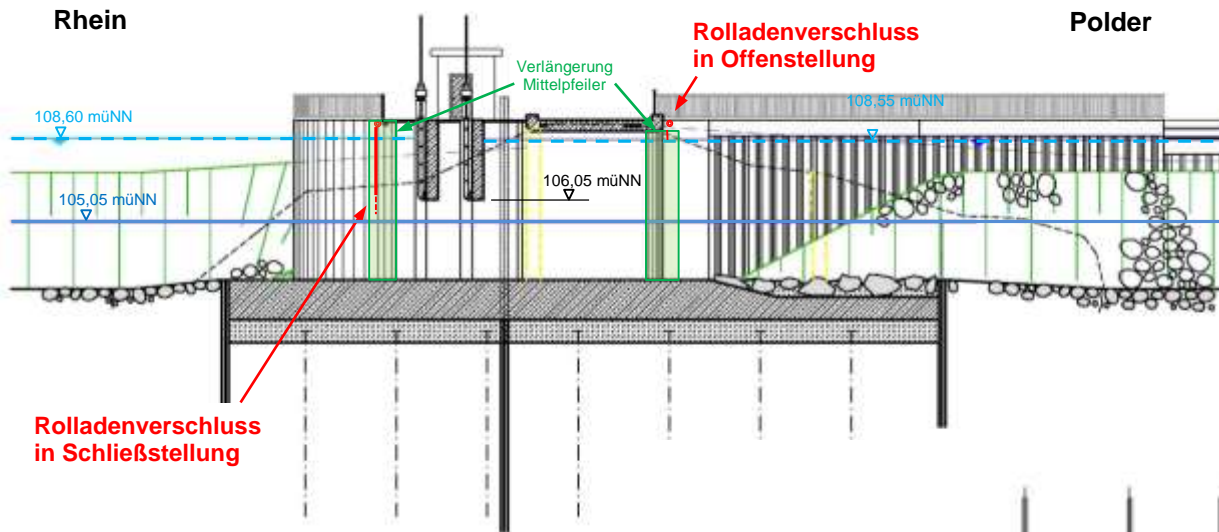 Rhein
Polder
Rolladenverschluss
in Offenstellung
Verlängerung
Mittelpfeiler
108,60 müNN
108,55 müNN
106,05 müNN
105,05 müNN
Rolladenverschluss
in Schließstellung